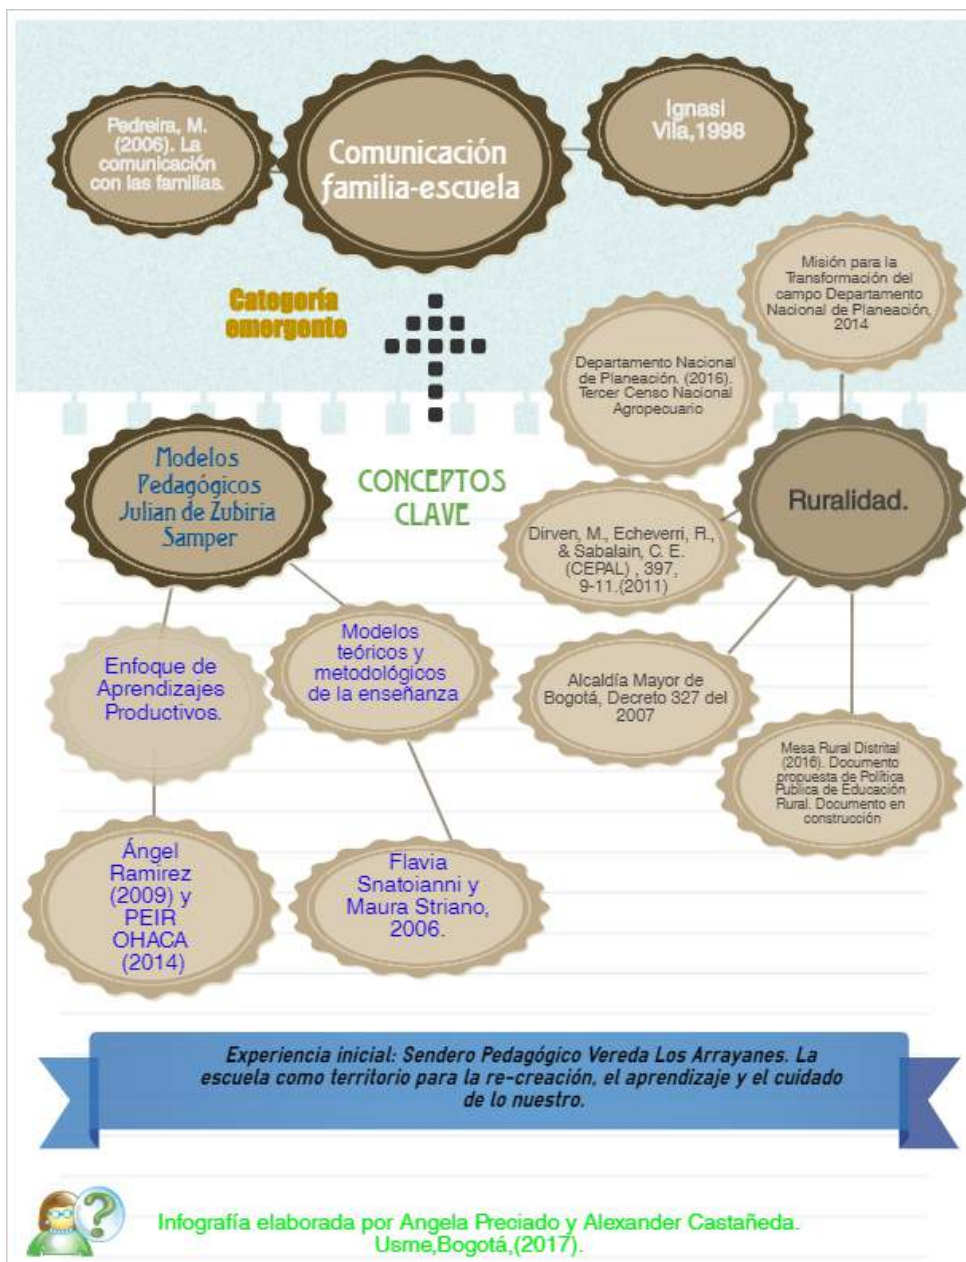 Pedreira, M.
(2006). La
comunicación
con las familias.
Comunicación
familia-escuela
Ignasi
Vila,1998
Categoría
emergente
Misión para la
Transformación del
campo Departamento
Nacional de Planeación,
2014
Departamento Nacional
de Planeación. (2016).
Tercer Censo Nacional
Agropecuario
Modelos
Pedagógicos
Julian de Zubiria
Samper
CONCEPTOS
CLAVE
Ruralidad.
Dirven, M., Echeverri, R.,
& Sabalain, C. E.
(CEPAL) , 397,
9-11.(2011)
Enfoque de
Aprendizajes
Productivos.
Modelos
teóricos y
metodológicos
de la enseñanza
Alcaldía Mayor de
Bogotá, Decreto 327 del
2007
Mesa Rural Distrital
(2016). Documento
propuesta de Política
Publica de Educación
Rural. Documento en
construcción
Ángel
Ramirez
(2009) y
PEIR
OHACA
(2014)
Flavia
Snatoianni y
Maura Striano,
2006.
Experiencia inicial: Sendero Pedagógico Vereda Los Arrayanes. La
escuela como territorio para la re-creación, el aprendizaje y el cuidado
de lo nuestro.
Infografía elaborada por Angela Preciado y Alexander Castañeda.
Usme,Bogotá,(2017).